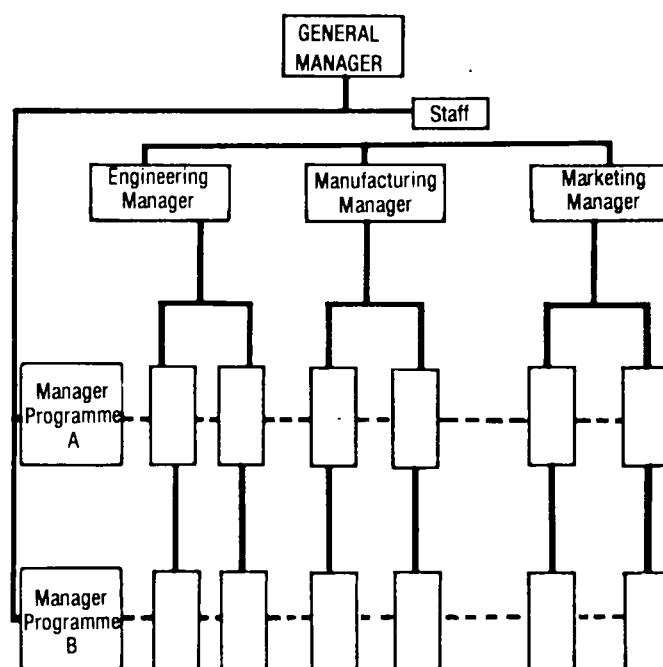 GENERAL
MANAGER
Staff
Engineering
Manager
Manufacturing
Manager
Marketing
Manager
Manager
Programme
A
Manager
Programme
B